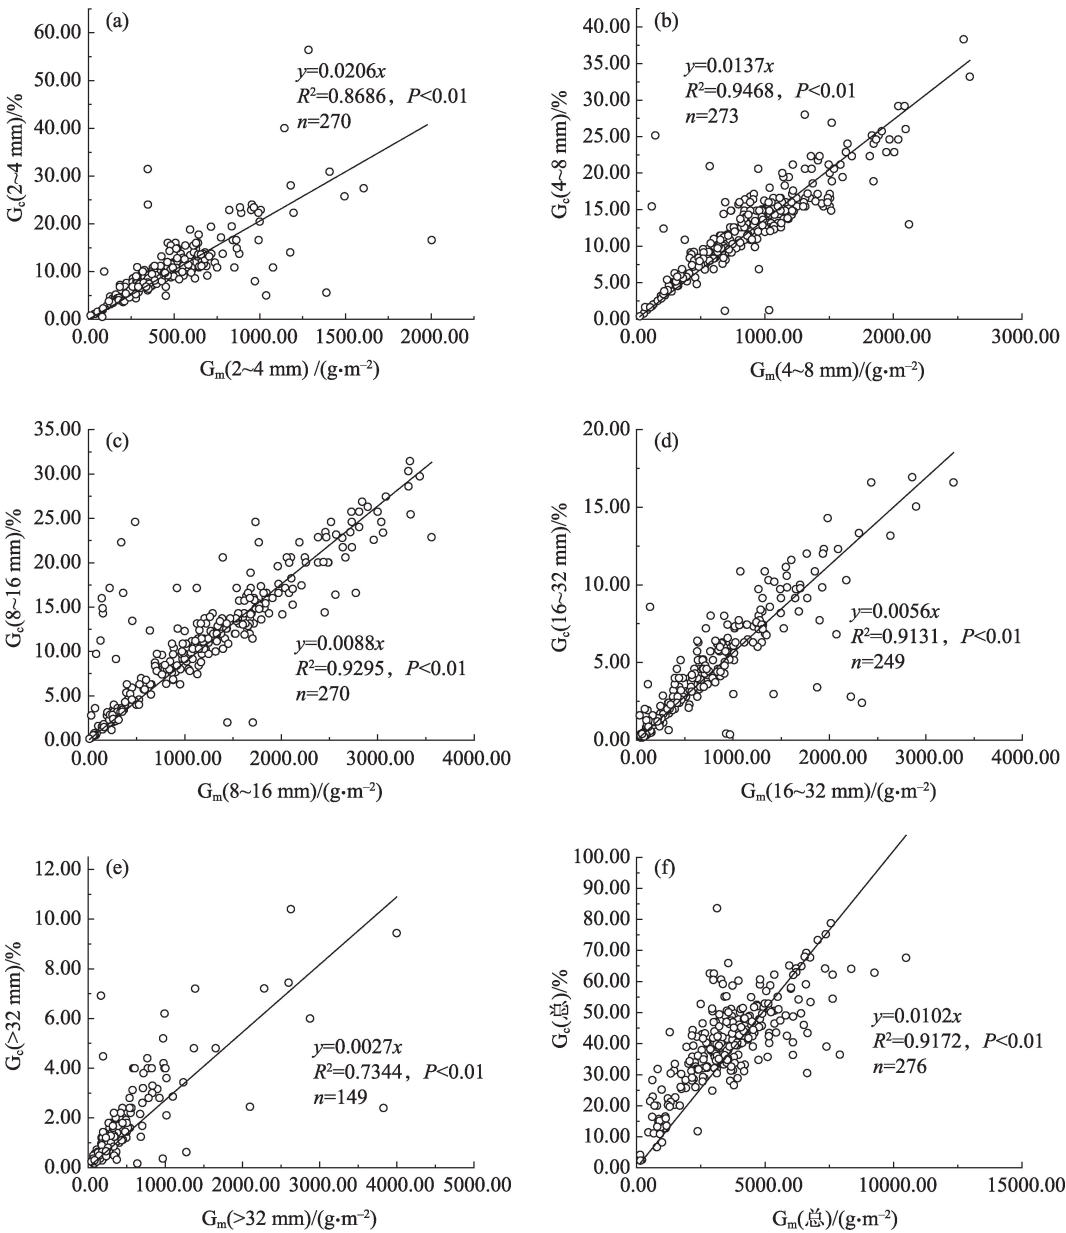 (a)
60.00
50.00
40.00
30.00
20.00
10.00
0.00
G_c(2~4 mm)/%
y=0.0206x
R²=0.8686，P<0.01
n=270
0.00 500.00 1000.00 1500.00 2000.00
G_m(2~4 mm) /(g·m⁻²)
(b)
40.00
35.00
30.00
25.00
20.00
15.00
10.00
5.00
0.00
G_c(4~8 mm)/%
y=0.0137x
R²=0.9468，P<0.01
n=273
0.00 1000.00 2000.00 3000.00
G_m(4~8 mm)/(g·m⁻²)
(c)
35.00
30.00
25.00
20.00
15.00
10.00
5.00
0.00
G_c(8~16 mm)/%
y=0.0088x
R²=0.9295，P<0.01
n=270
0.00 1000.00 2000.00 3000.00 4000.00
G_m(8~16 mm)/(g·m⁻²)
(d)
20.00
15.00
10.00
5.00
0.00
G_c(16~32 mm)/%
y=0.0056x
R²=0.9131，P<0.01
n=249
0.00 1000.00 2000.00 3000.00 4000.00
G_m(16~32 mm)/(g·m⁻²)
(e)
12.00
10.00
8.00
6.00
4.00
2.00
0.00
G_c(>32 mm)/%
y=0.0027x
R²=0.7344，P<0.01
n=149
0.00 1000.00 2000.00 3000.00 4000.00 5000.00
G_m(>32 mm)/(g·m⁻²)
(f)
100.00
90.00
80.00
70.00
60.00
50.00
40.00
30.00
20.00
10.00
0.00
G_c(总)/%
y=0.0102x
R²=0.9172，P<0.01
n=276
0.00 5000.00 10000.00 15000.00
G_m(总)/(g·m⁻²)